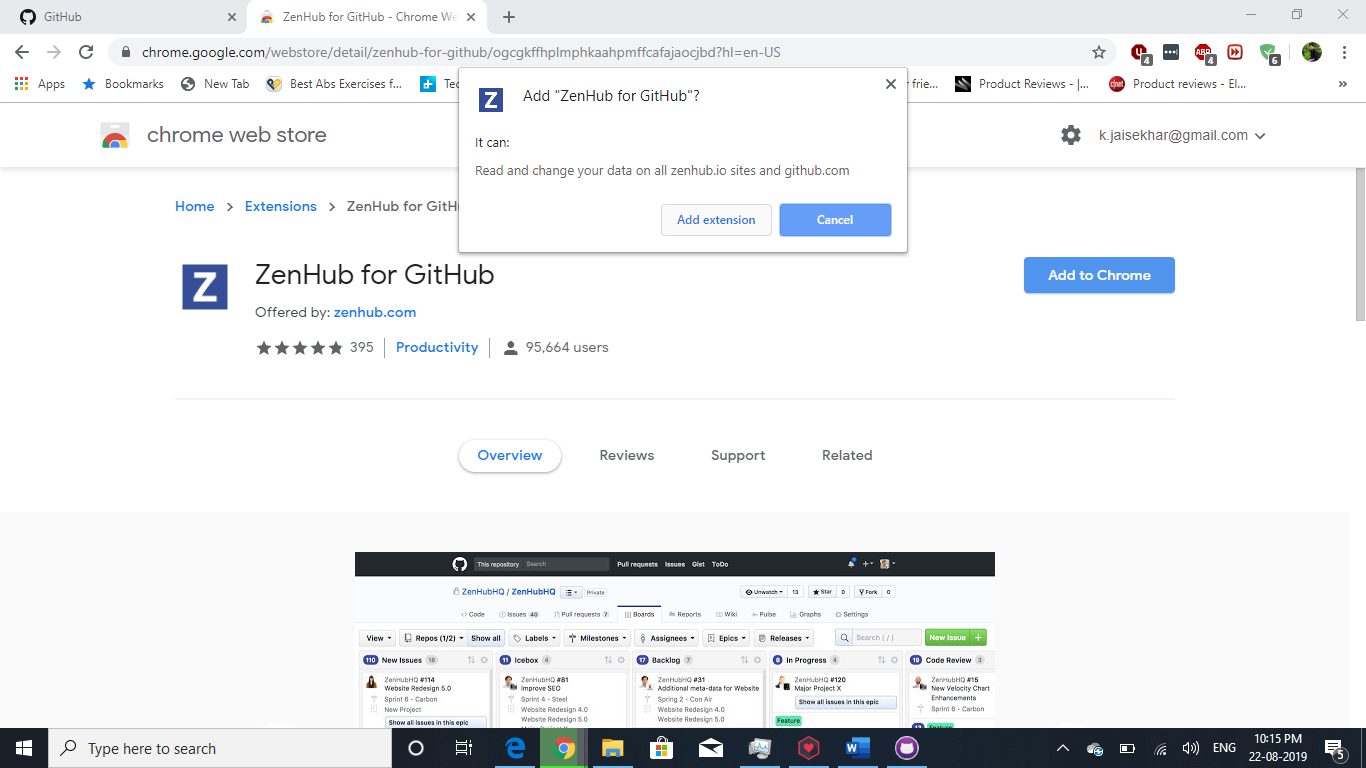 GitHub
ZenHub for GitHub - Chrome We
chrome.google.com/webstore/detail/zenhub-for-github/ogcgkffhplmphkaahpmffcafajaocjbd?hl=en-US
4
4
6
Apps
Bookmarks
New Tab
Best Abs Exercises f...
Tec
r frie...
Product Reviews - |...
cnet
Product reviews - El...
»
chrome web store
k.jaisekhar@gmail.com
Z
Add "ZenHub for GitHub"?
It can:
Read and change your data on all zenhub.io sites and github.com
Add extension
Cancel
Home > Extensions > ZenHub for GitH
Z
ZenHub for GitHub
Add to Chrome
Offered by: zenhub.com
395
Productivity
95,664 users
Overview
Reviews
Support
Related
This repository
Search
Pull requests
Issues
Gist
ToDo
ZenHubHQ / ZenHubHQ
Private
Unwatch
13
Star
0
Fork
0
Code
Issues 40
Pull requests 7
Boards
Reports
Wiki
Pulse
Graphs
Settings
View
Repos (1/2)
Show all
Labels
Milestones
Assignees
Epics
Releases
Search ( / )
New Issue +
110 New Issues 18
11 Icebox 4
17 Backlog 7
8 In Progress 4
19 Code Review 3
ZenHubHQ #114
Website Redesign 5.0
Sprint 6 - Carbon
New Project
Show all issues in this epic
ZenHubHQ #81
Improve SEO
Sprint 4 - Steel
Website Redesign 4.0
Website Redesign 5.0
ZenHubHQ #31
Additional meta-data for Website
Sprint 2 - Con Air
Website Redesign 4.0
Website Redesign 5.0
ZenHubHQ #120
Major Project X
Show all issues in this epic
Feature
ZenHubHQ #15
New Velocity Chart
Enhancements
Sprint 6 - Carbon
Feature
Type here to search
ENG
10:15 PM
22-08-2019
5